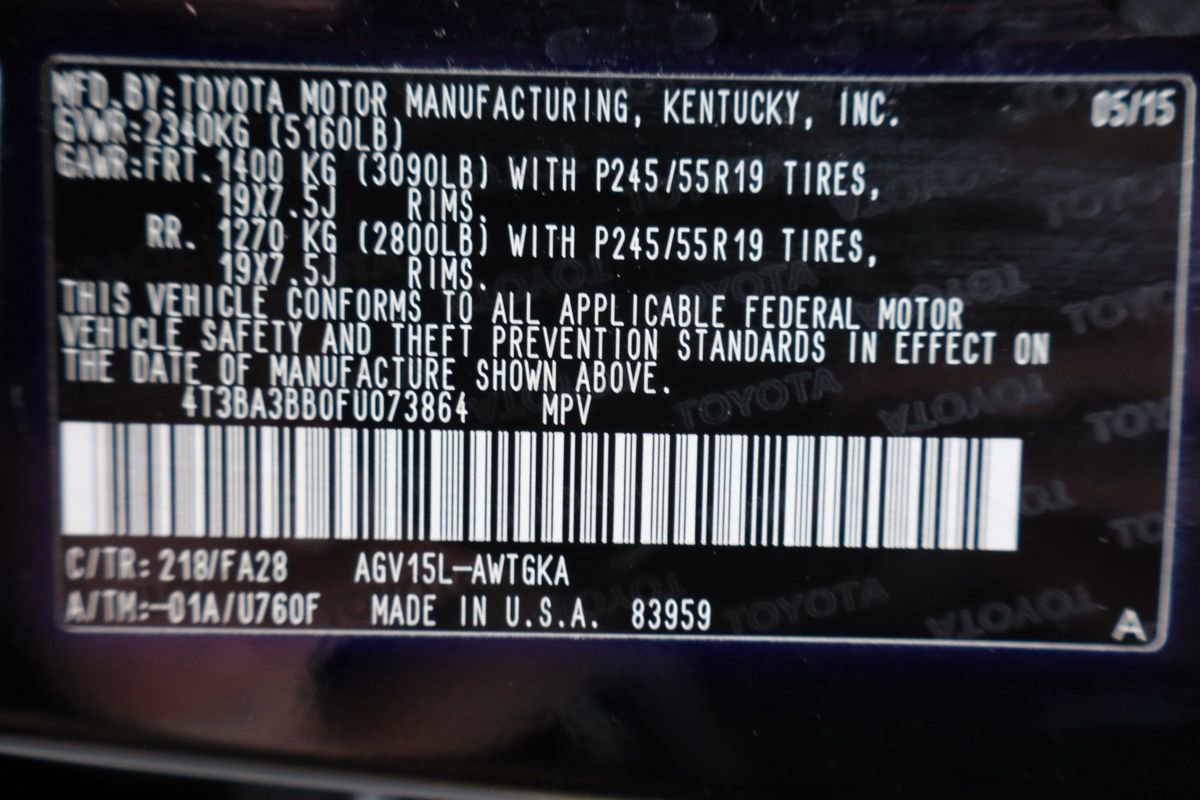 MFD.BY:TOYOTA MOTOR MANUFACTURING, KENTUCKY, INC. 05/15
GVWR:2340KG (5160LB)
GAWR:FRT. 1400 KG (3090LB) WITH P245/55R19 TIRES,
19X7.5J RIMS.
RR. 1270 KG (2800LB) WITH P245/55R19 TIRES,
19X7.5J RIMS.
THIS VEHICLE CONFORMS TO ALL APPLICABLE FEDERAL MOTOR
VEHICLE SAFETY AND THEFT PREVENTION STANDARDS IN EFFECT ON
THE DATE OF MANUFACTURE SHOWN ABOVE.
4T3BA3BB0FU073864 MPV
C/TR: 218/FA28 AGV15L-AWTGKA
A/TM:-01A/U760F MADE IN U.S.A. 83959
A